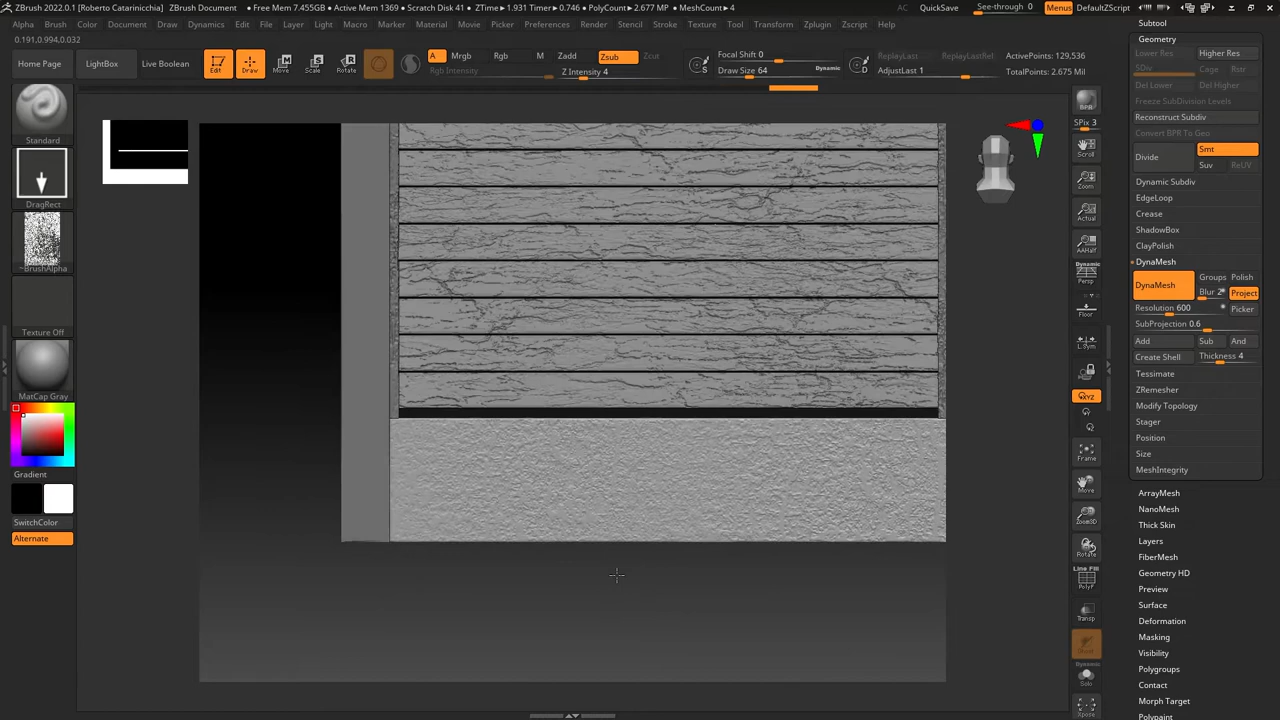 ZBrush 2022.0.1 [Roberto Catarinicchia] ZBrush Document • Free Mem 7.455GB • Active Mem 1369 • Scratch Disk 41 • ZTime ▸ 1.931 Timer ▸ 0.746 • PolyCount ▸ 2.677 MP • MeshCount ▸ 4 AC QuickSave See-through 0 Menus DefaultZScript
Alpha Brush Color Document Draw Dynamics Edit File Layer Light Macro Marker Material Movie Picker Preferences Render Stencil Stroke Texture Tool Transform Zplugin Zscript Help
0.191,0.994,0.032
Home Page LightBox Live Boolean Edit Draw Move Scale Rotate
A Mrgb Rgb M Zadd Zsub Zcut
Rgb Intensity Z Intensity 4
Focal Shift 0
Draw Size 64 Dynamic
S D
ReplayLast ReplayLastRel
AdjustLast 1
ActivePoints: 129,536
TotalPoints: 2.675 Mil
Standard
DragRect
~BrushAlpha
Texture Off
MatCap Gray
Gradient
SwitchColor
Alternate
BPR
SPix 3
Scroll
Zoom
Actual
AAHalf
Dynamic
Persp
Floor
L.Sym
XYZ
Frame
Move
Zoom3D
Rotate
Line Fill
PolyF
Transp
Dynamic
Solo
Xpose
Subtool
Geometry
Lower Res Higher Res
SDiv Cage Rstr
Del Lower Del Higher
Freeze SubDivision Levels
Reconstruct Subdiv
Convert BPR To Geo
Divide Smt
Suv ReUV
Dynamic Subdiv
EdgeLoop
Crease
ShadowBox
ClayPolish
DynaMesh
DynaMesh Groups Polish
Blur 2 Project
Resolution 600 Picker
SubProjection 0.6
Add Sub And
Create Shell Thickness 4
Tessimate
ZRemesher
Modify Topology
Stager
Position
Size
MeshIntegrity
ArrayMesh
NanoMesh
Thick Skin
Layers
FiberMesh
Geometry HD
Preview
Surface
Deformation
Masking
Visibility
Polygroups
Contact
Morph Target
Polypaint